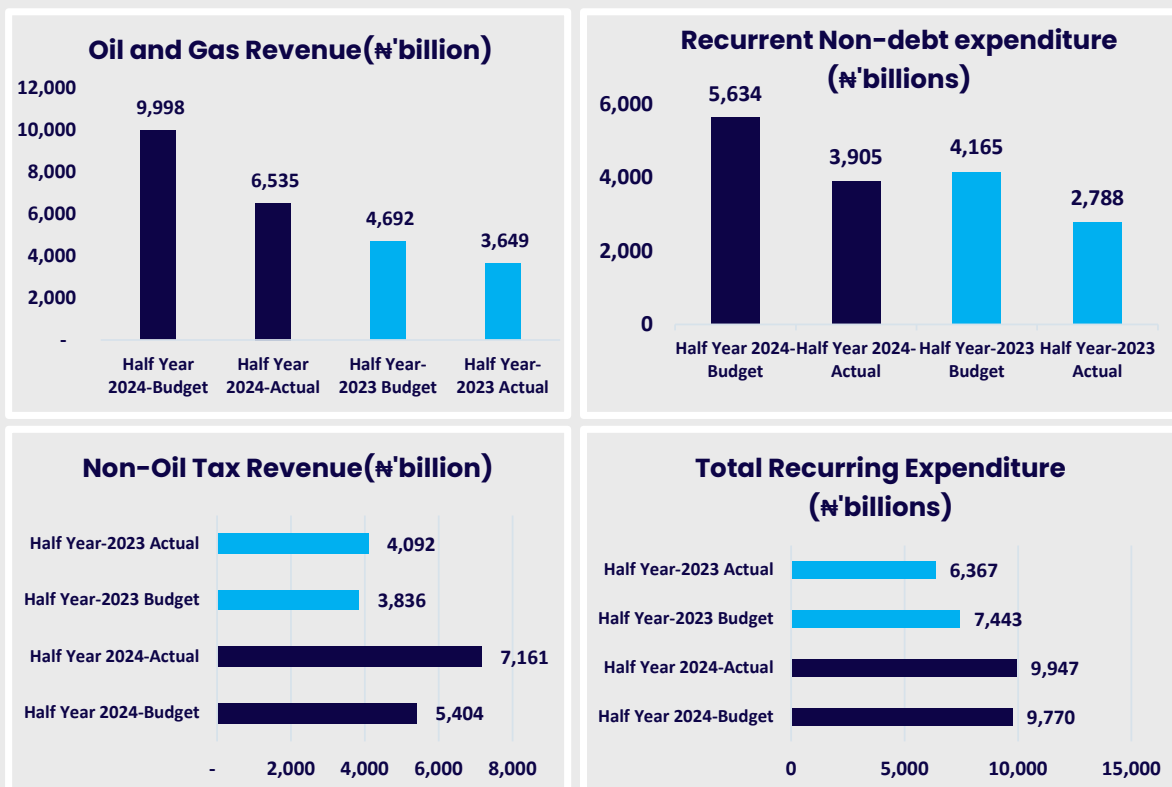 Oil and Gas Revenue(₦'billion)
12,000
10,000
8,000
6,000
4,000
2,000
-
9,998
6,535
4,692
3,649
Half Year
2024-Budget
Half Year
2024-Actual
Half Year-
2023 Budget
Half Year-
2023 Actual
Recurrent Non-debt expenditure
(₦'billions)
6,000
4,000
2,000
0
5,634
3,905
4,165
2,788
Half Year 2024-
Budget
Half Year 2024-
Actual
Half Year-2023
Budget
Half Year-2023
Actual
Non-Oil Tax Revenue(₦'billion)
Half Year-2023 Actual
4,092
Half Year-2023 Budget
3,836
Half Year 2024-Actual
7,161
Half Year 2024-Budget
5,404
- 2,000 4,000 6,000 8,000
Total Recurring Expenditure
(₦'billions)
Half Year-2023 Actual
6,367
Half Year-2023 Budget
7,443
Half Year 2024-Actual
9,947
Half Year 2024-Budget
9,770
0 5,000 10,000 15,000